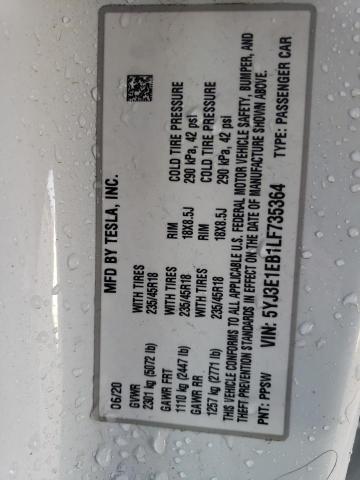 MFD BY TESLA, INC.
06/20
GVWR
2301 kg (5072 lb)
WITH TIRES
235/45R18
RIM
18X8.5J
COLD TIRE PRESSURE
290 kPa, 42 psi
GAWR FRT
1110 kg (2447 lb)
WITH TIRES
235/45R18
RIM
18X8.5J
COLD TIRE PRESSURE
290 kPa, 42 psi
GAWR RR
1257 kg (2771 lb)
WITH TIRES
235/45R18
RIM
18X8.5J
COLD TIRE PRESSURE
290 kPa, 42 psi
THIS VEHICLE CONFORMS TO ALL APPLICABLE U.S. FEDERAL MOTOR VEHICLE SAFETY, BUMPER, AND
THEFT PREVENTION STANDARDS IN EFFECT ON THE DATE OF MANUFACTURE SHOWN ABOVE.
PNT: PPSW
VIN: 5YJ3E1EB1LF735364
TYPE: PASSENGER CAR